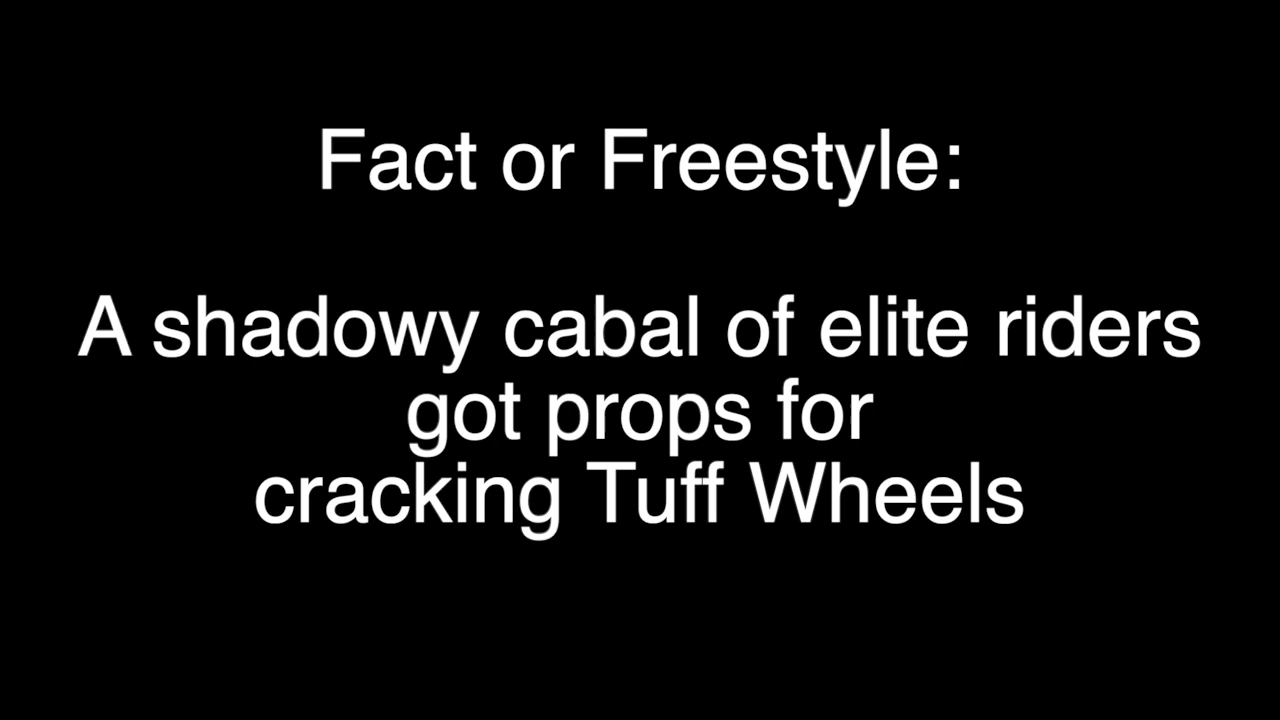 Fact or Freestyle:
A shadowy cabal of elite riders
got props for
cracking Tuff Wheels